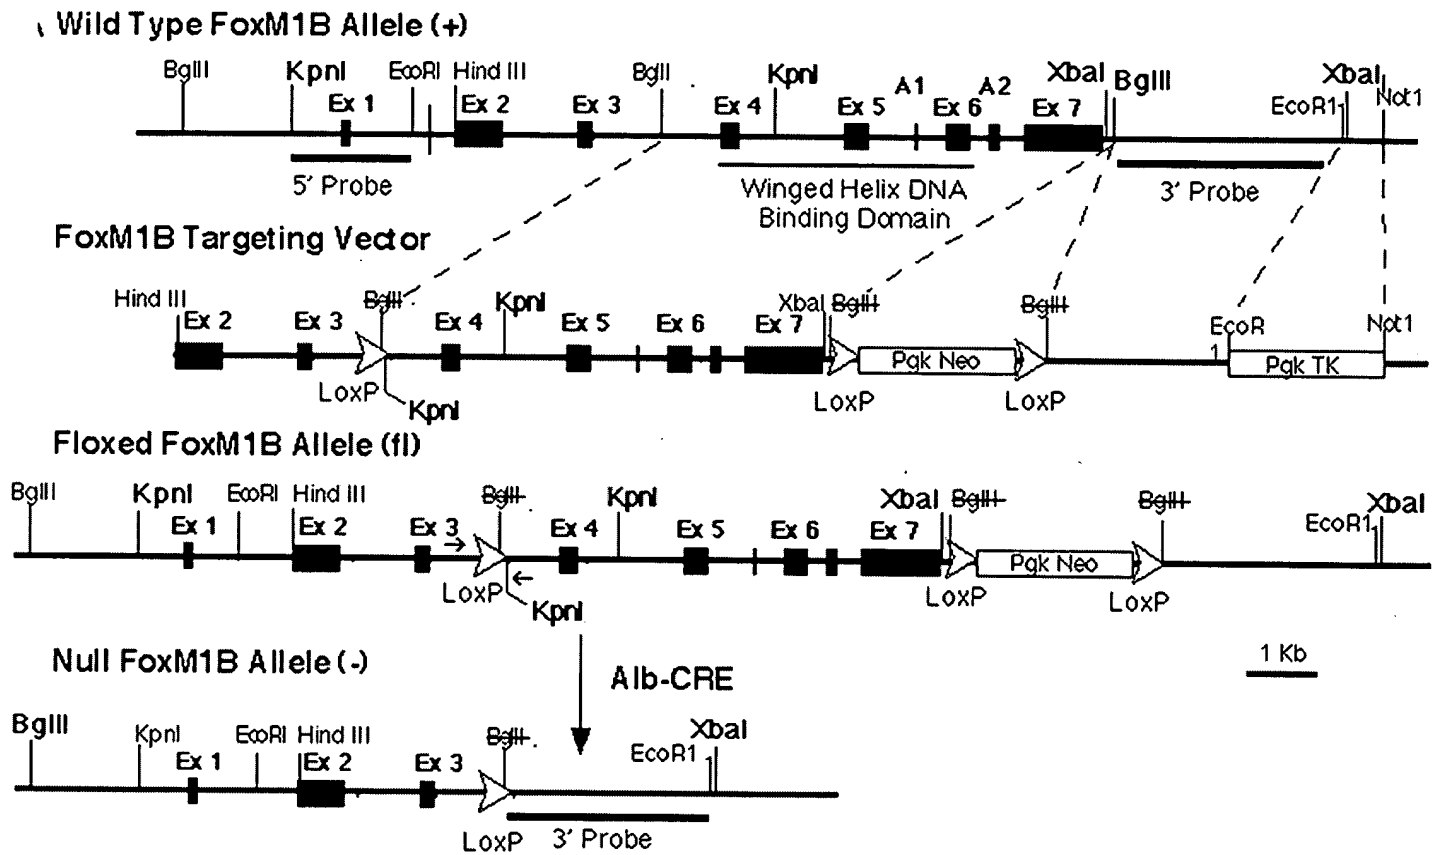 Wild Type FoxM1B Allele (+)
BglII KpnI EcoRI Hind III BglII KpnI XbaI BglII XbaI Not1
Ex 1 Ex 2 Ex 3 Ex 4 Ex 5 A1 Ex 6 A2 Ex 7 EcoR1
5' Probe
Winged Helix DNA
Binding Domain
3' Probe
FoxM1B Targeting Vector
Hind III BglII KpnI XbaI BglII BglII EcoR1 Not1
Ex 2 Ex 3 Ex 4 Ex 5 Ex 6 Ex 7
Pgk Neo Pgk TK
LoxP KpnI LoxP LoxP
Floxed FoxM1B Allele (fl)
BglII KpnI EcoRI Hind III BglII KpnI XbaI BglII BglII XbaI
Ex 1 Ex 2 Ex 3 Ex 4 Ex 5 Ex 6 Ex 7 EcoR1
Pgk Neo
LoxP KpnI LoxP LoxP
Null FoxM1B Allele (-)
Alb-CRE
1 Kb
BglII KpnI EcoRI Hind III BglII XbaI
Ex 1 Ex 2 Ex 3 EcoR1
LoxP 3' Probe